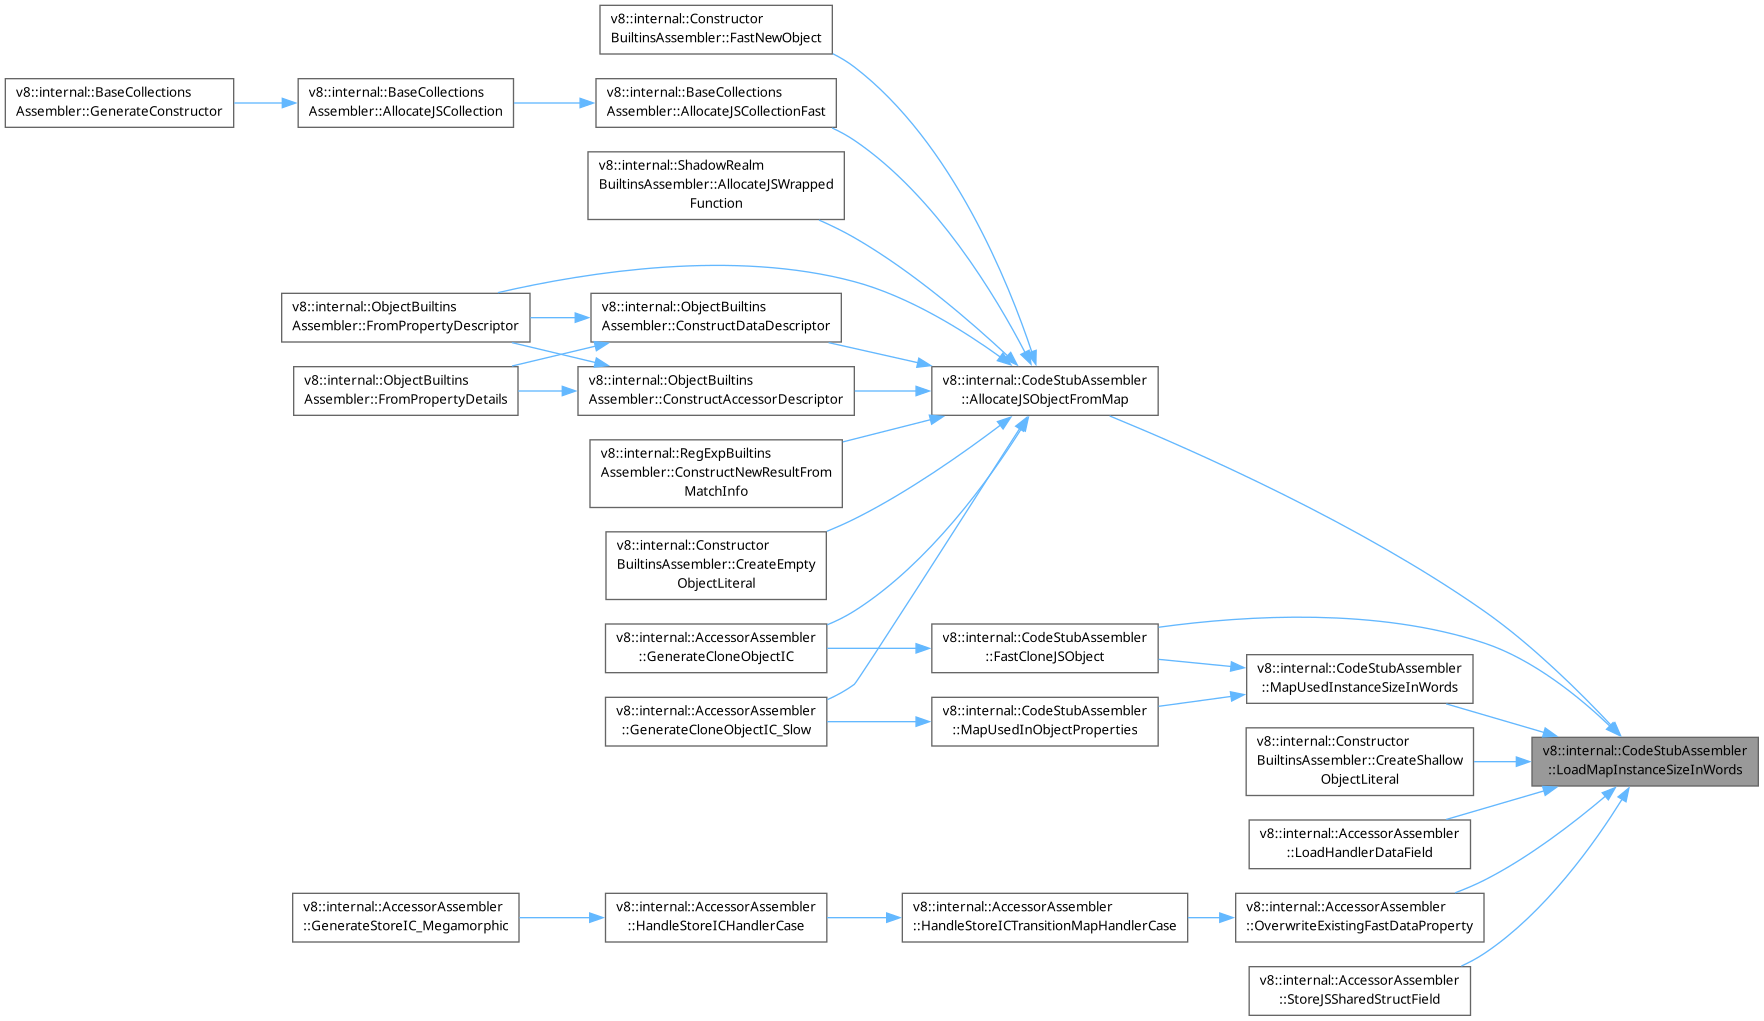 v8::internal::Constructor
BuiltinsAssembler::FastNewObject
v8::internal::BaseCollections
Assembler::GenerateConstructor
v8::internal::BaseCollections
Assembler::AllocateJSCollection
v8::internal::BaseCollections
Assembler::AllocateJSCollectionFast
v8::internal::ShadowRealm
BuiltinsAssembler::AllocateJSWrapped
Function
v8::internal::ObjectBuiltins
Assembler::FromPropertyDescriptor
v8::internal::ObjectBuiltins
Assembler::ConstructDataDescriptor
v8::internal::ObjectBuiltins
Assembler::FromPropertyDetails
v8::internal::ObjectBuiltins
Assembler::ConstructAccessorDescriptor
v8::internal::CodeStubAssembler
::AllocateJSObjectFromMap
v8::internal::RegExpBuiltins
Assembler::ConstructNewResultFrom
MatchInfo
v8::internal::Constructor
BuiltinsAssembler::CreateEmpty
ObjectLiteral
v8::internal::AccessorAssembler
::GenerateCloneObjectIC
v8::internal::CodeStubAssembler
::FastCloneJSObject
v8::internal::CodeStubAssembler
::MapUsedInstanceSizeInWords
v8::internal::AccessorAssembler
::GenerateCloneObjectIC_Slow
v8::internal::CodeStubAssembler
::MapUsedInObjectProperties
v8::internal::Constructor
BuiltinsAssembler::CreateShallow
ObjectLiteral
v8::internal::CodeStubAssembler
::LoadMapInstanceSizeInWords
v8::internal::AccessorAssembler
::LoadHandlerDataField
v8::internal::AccessorAssembler
::GenerateStoreIC_Megamorphic
v8::internal::AccessorAssembler
::HandleStoreICHandlerCase
v8::internal::AccessorAssembler
::HandleStoreICTransitionMapHandlerCase
v8::internal::AccessorAssembler
::OverwriteExistingFastDataProperty
v8::internal::AccessorAssembler
::StoreJSSharedStructField